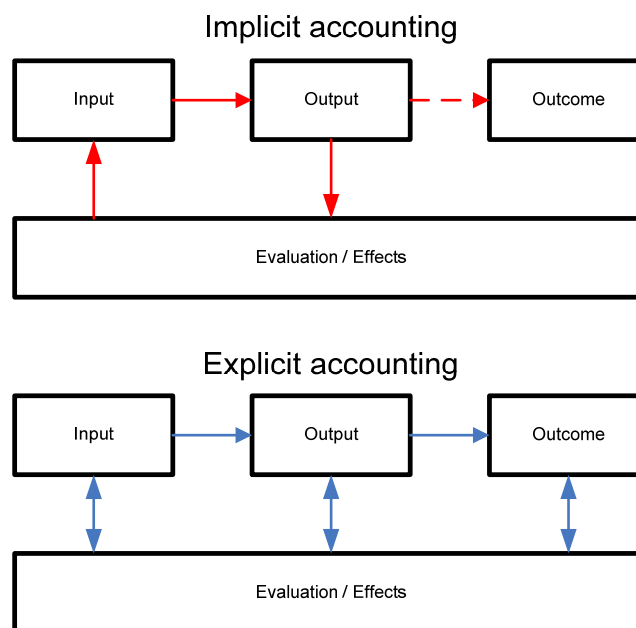 Implicit accounting
Input
Output
Outcome
Evaluation / Effects
Explicit accounting
Input
Output
Outcome
Evaluation / Effects